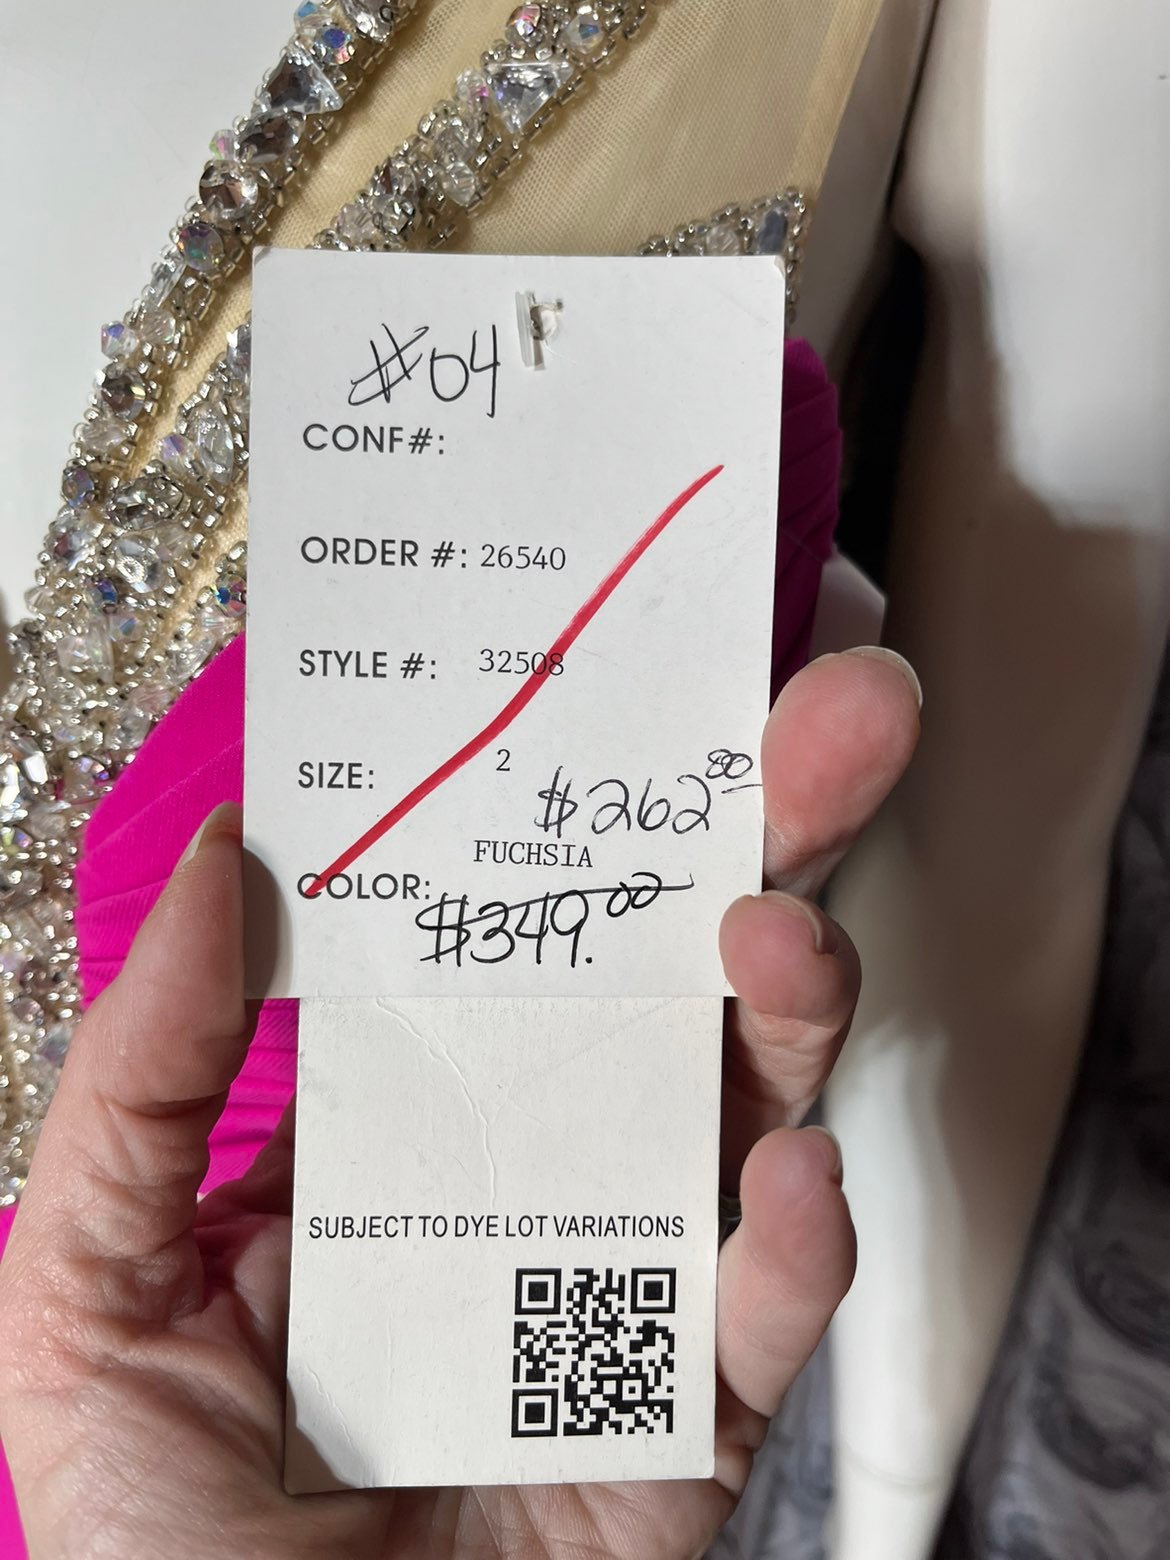 #04
CONF#:
ORDER #: 26540
STYLE #: 32508
SIZE: 2
$262.00
FUCHSIA
COLOR:
$349.00
SUBJECT TO DYE LOT VARIATIONS